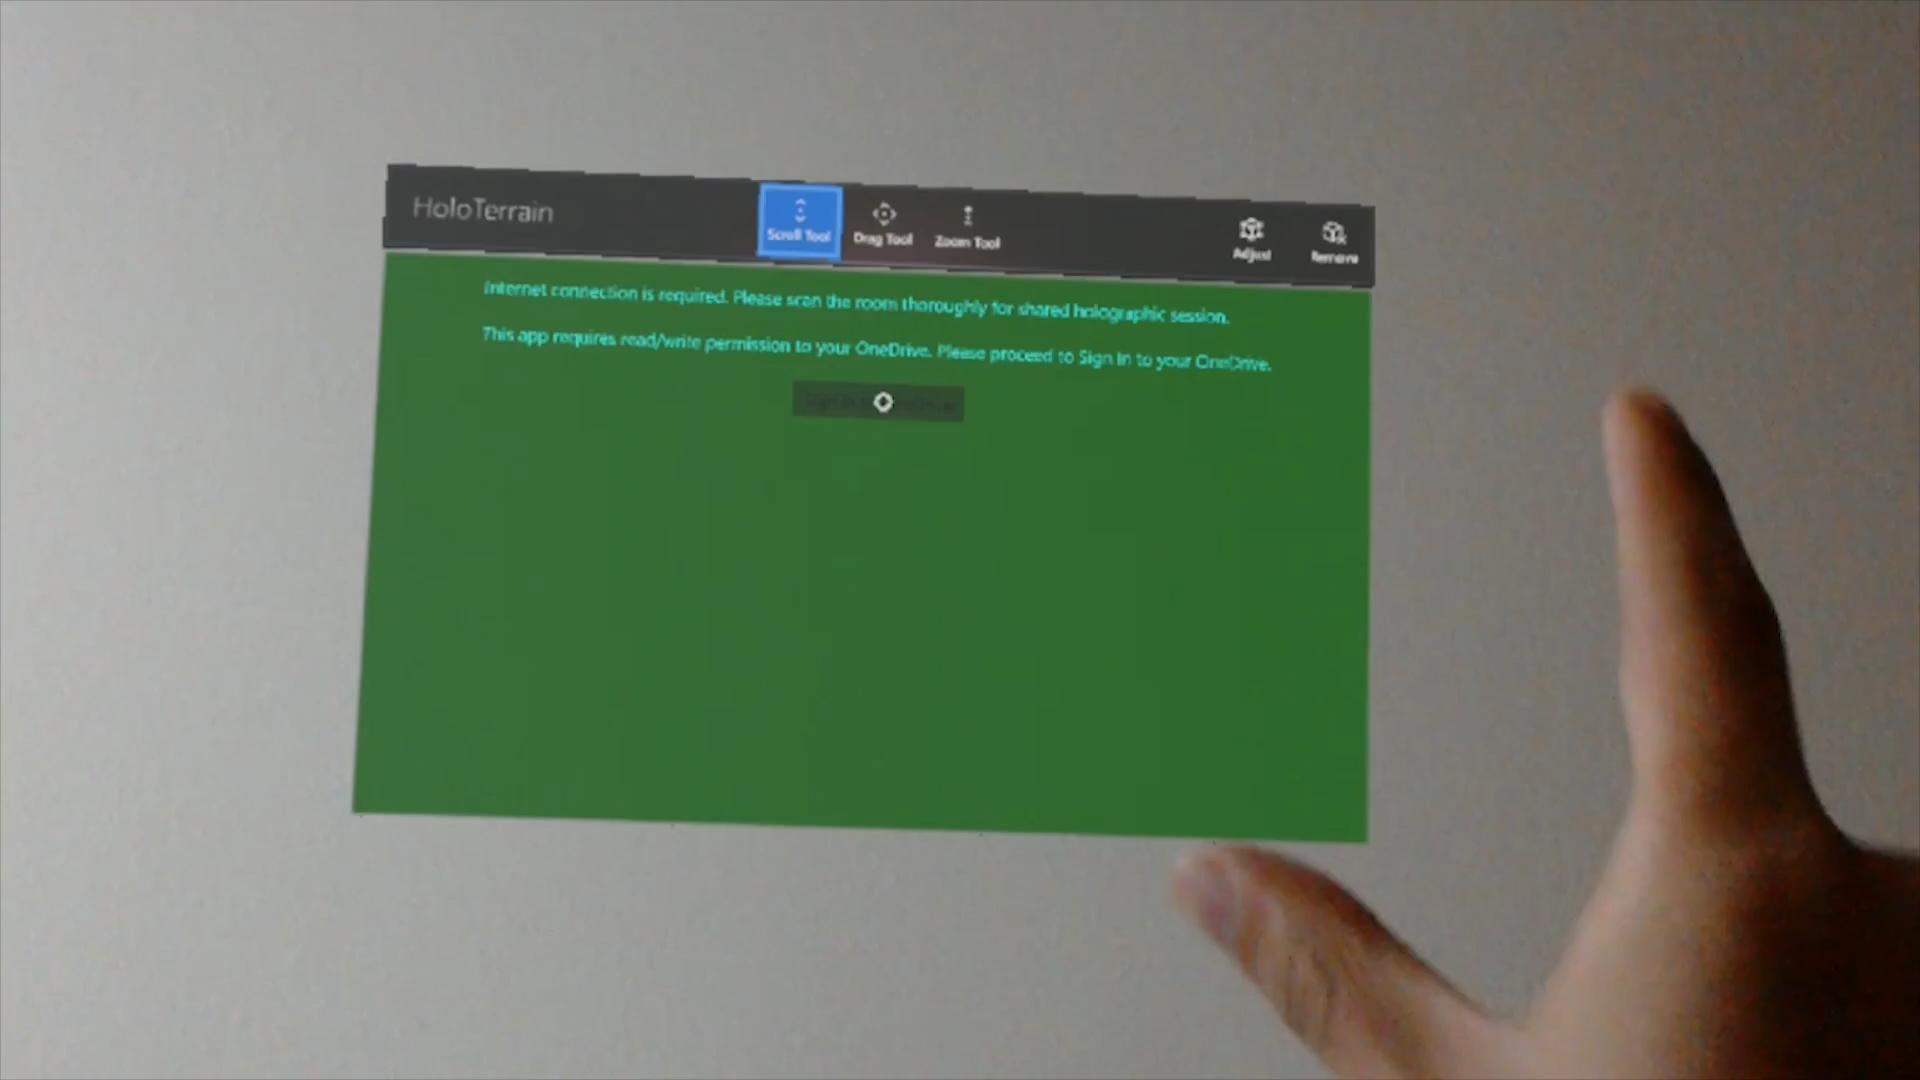 HoloTerrain
Scroll Tool
Drag Tool
Zoom Tool
Adjust
Remove
Internet connection is required. Please scan the room thoroughly for shared holographic session.
This app requires read/write permission to your OneDrive. Please proceed to Sign In to your OneDrive.
Sign in